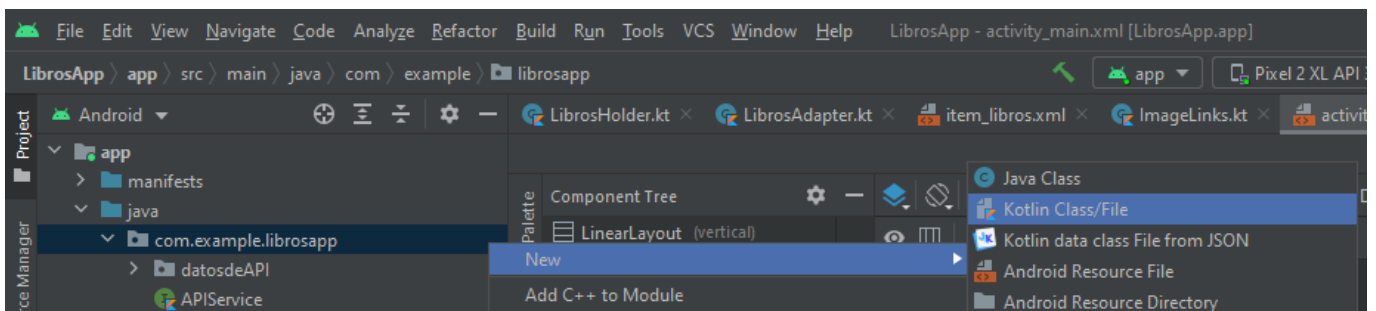 File Edit View Navigate Code Analyze Refactor Build Run Tools VCS Window Help LibrosApp - activity_main.xml [LibrosApp.app]
LibrosApp app src main java com example librosapp app Pixel 2 XL API
Project
Android
LibrosHolder.kt LibrosAdapter.kt item_libros.xml ImageLinks.kt activit
app
manifests
java
com.example.librosapp
datosdeAPI
APIService
rce Manager
Palette
Component Tree
LinearLayout (vertical)
New
Add C++ to Module
Java Class
Kotlin Class/File
Kotlin data class File from JSON
Android Resource File
Android Resource Directory